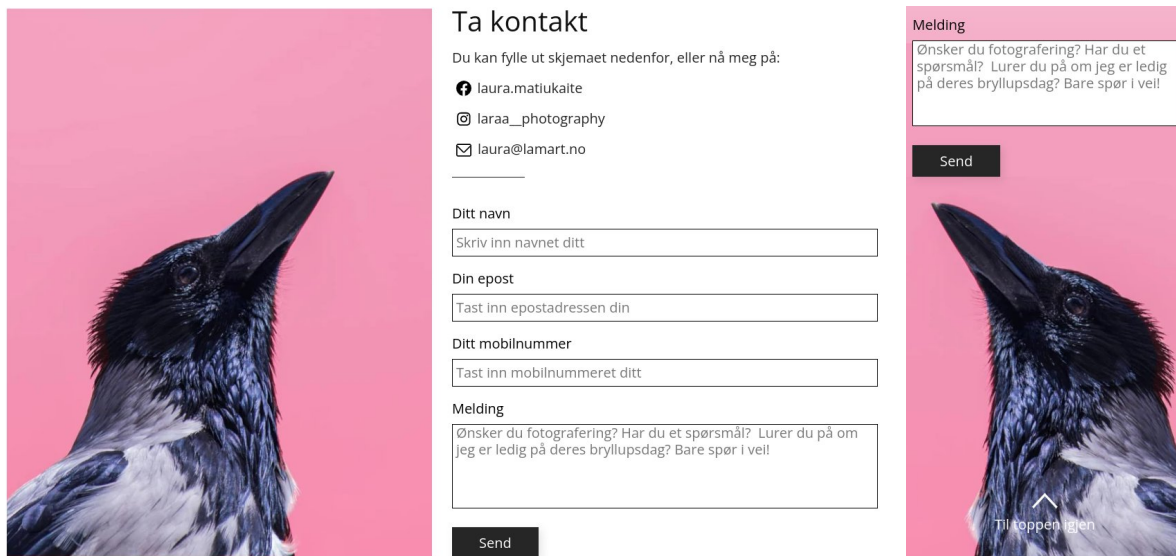 Ta kontakt
Du kan fylle ut skjemaet nedenfor, eller nå meg på:
laura.matiukaite
laraa__photography
laura@lamart.no
Ditt navn
Skriv inn navnet ditt
Din epost
Tast inn epostadressen din
Ditt mobilnummer
Tast inn mobilnummeret ditt
Melding
Ønsker du fotografering? Har du et spørsmål?  Lurer du på om
jeg er ledig på deres bryllupsdag? Bare spør i vei!
Send
Melding
Ønsker du fotografering? Har du et
spørsmål?  Lurer du på om jeg er ledig
på deres bryllupsdag? Bare spør i vei!
Send
Til toppen igjen